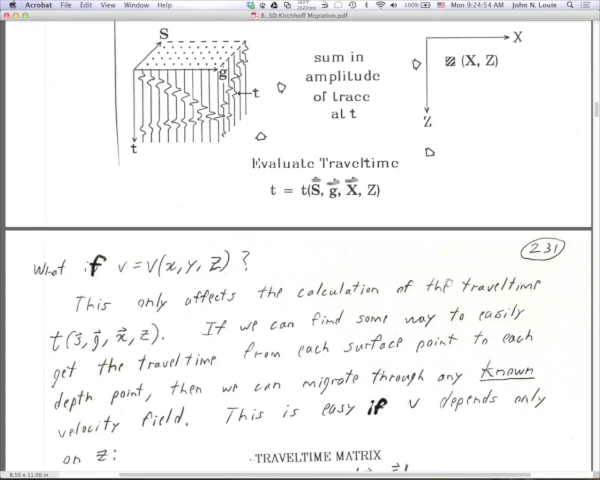 Acrobat File Edit View Window Help 100% Mon 9:24:54 AM John N. Louie
8. 3D Kirchhoff Migration.pdf
S
g
t
t
sum in
amplitude
of trace
at t
X
(X, Z)
Z
Evaluate Traveltime
t = t(S, g, X, Z)
231
What if v = V(x, y, z) ?
This only affects the calculation of the traveltime
t(s, g, x, z). If we can find some way to easily
get the traveltime from each surface point to each
depth point, then we can migrate through any known
velocity field. This is easy if v depends only
on z:
TRAVELTIME MATRIX
8.50 x 11.00 in